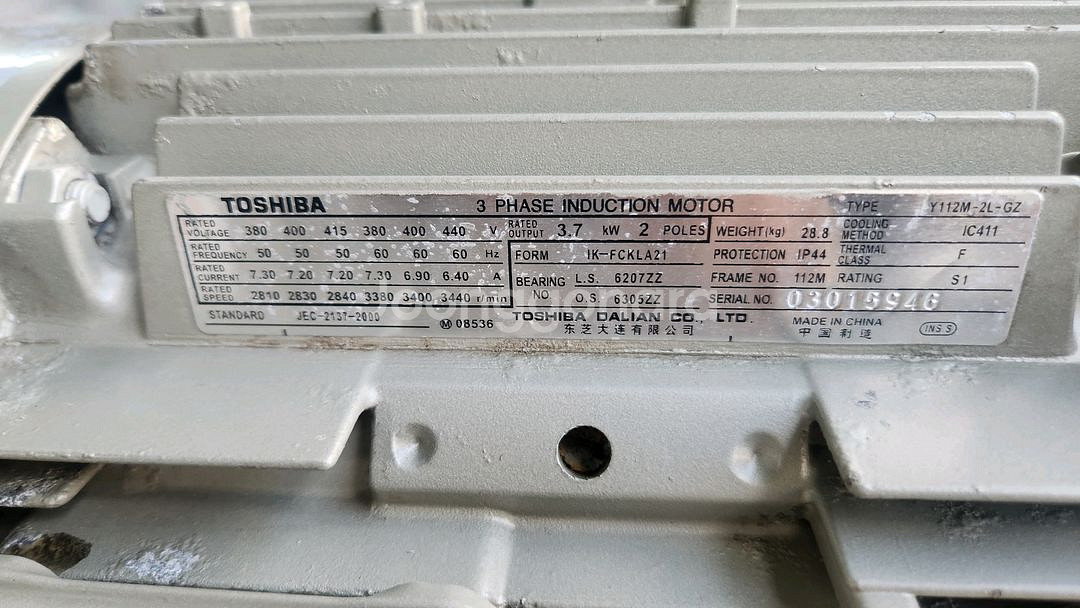 TOSHIBA 3 PHASE INDUCTION MOTOR TYPE Y112M-2L-GZ
RATED VOLTAGE 380 400 415 380 400 440 V RATED OUTPUT 3.7 kW 2 POLES WEIGHT(kg) 28.8 COOLING METHOD IC411
RATED FREQUENCY 50 50 50 60 60 60 Hz FORM IK-FCKLA21 PROTECTION IP44 THERMAL CLASS F
RATED CURRENT 7.30 7.20 7.20 7.30 6.90 6.40 A BEARING NO. L.S. 6207ZZ FRAME NO. 112M RATING S1
RATED SPEED 2810 2830 2840 3380 3400 3440 r/min O.S. 6305ZZ SERIAL NO. 03015946
STANDARD JEC-2137-2000 M 08536 TOSHIBA DALIAN CO., LTD. MADE IN CHINA
东芝大连有限公司 中国制造 INS S